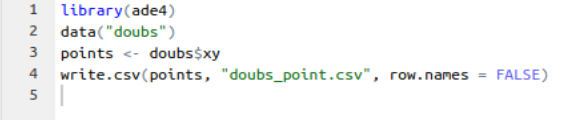 1 library(ade4)
2 data("doubs")
3 points <- doubs$xy
4 write.csv(points, "doubs_point.csv", row.names = FALSE)
5